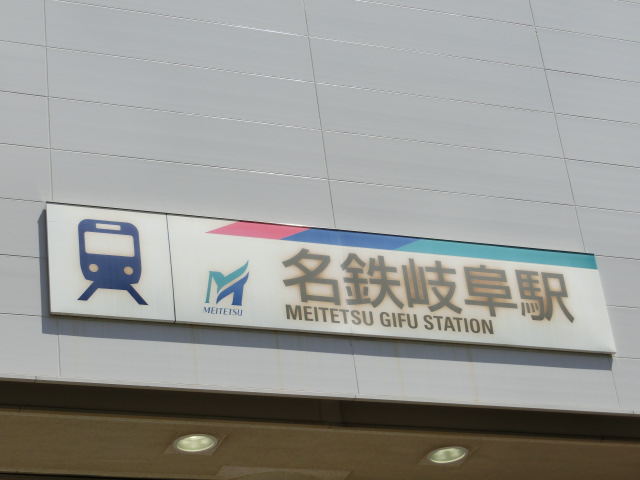 名鉄岐阜駅
MEITETSU GIFU STATION
MEITETSU